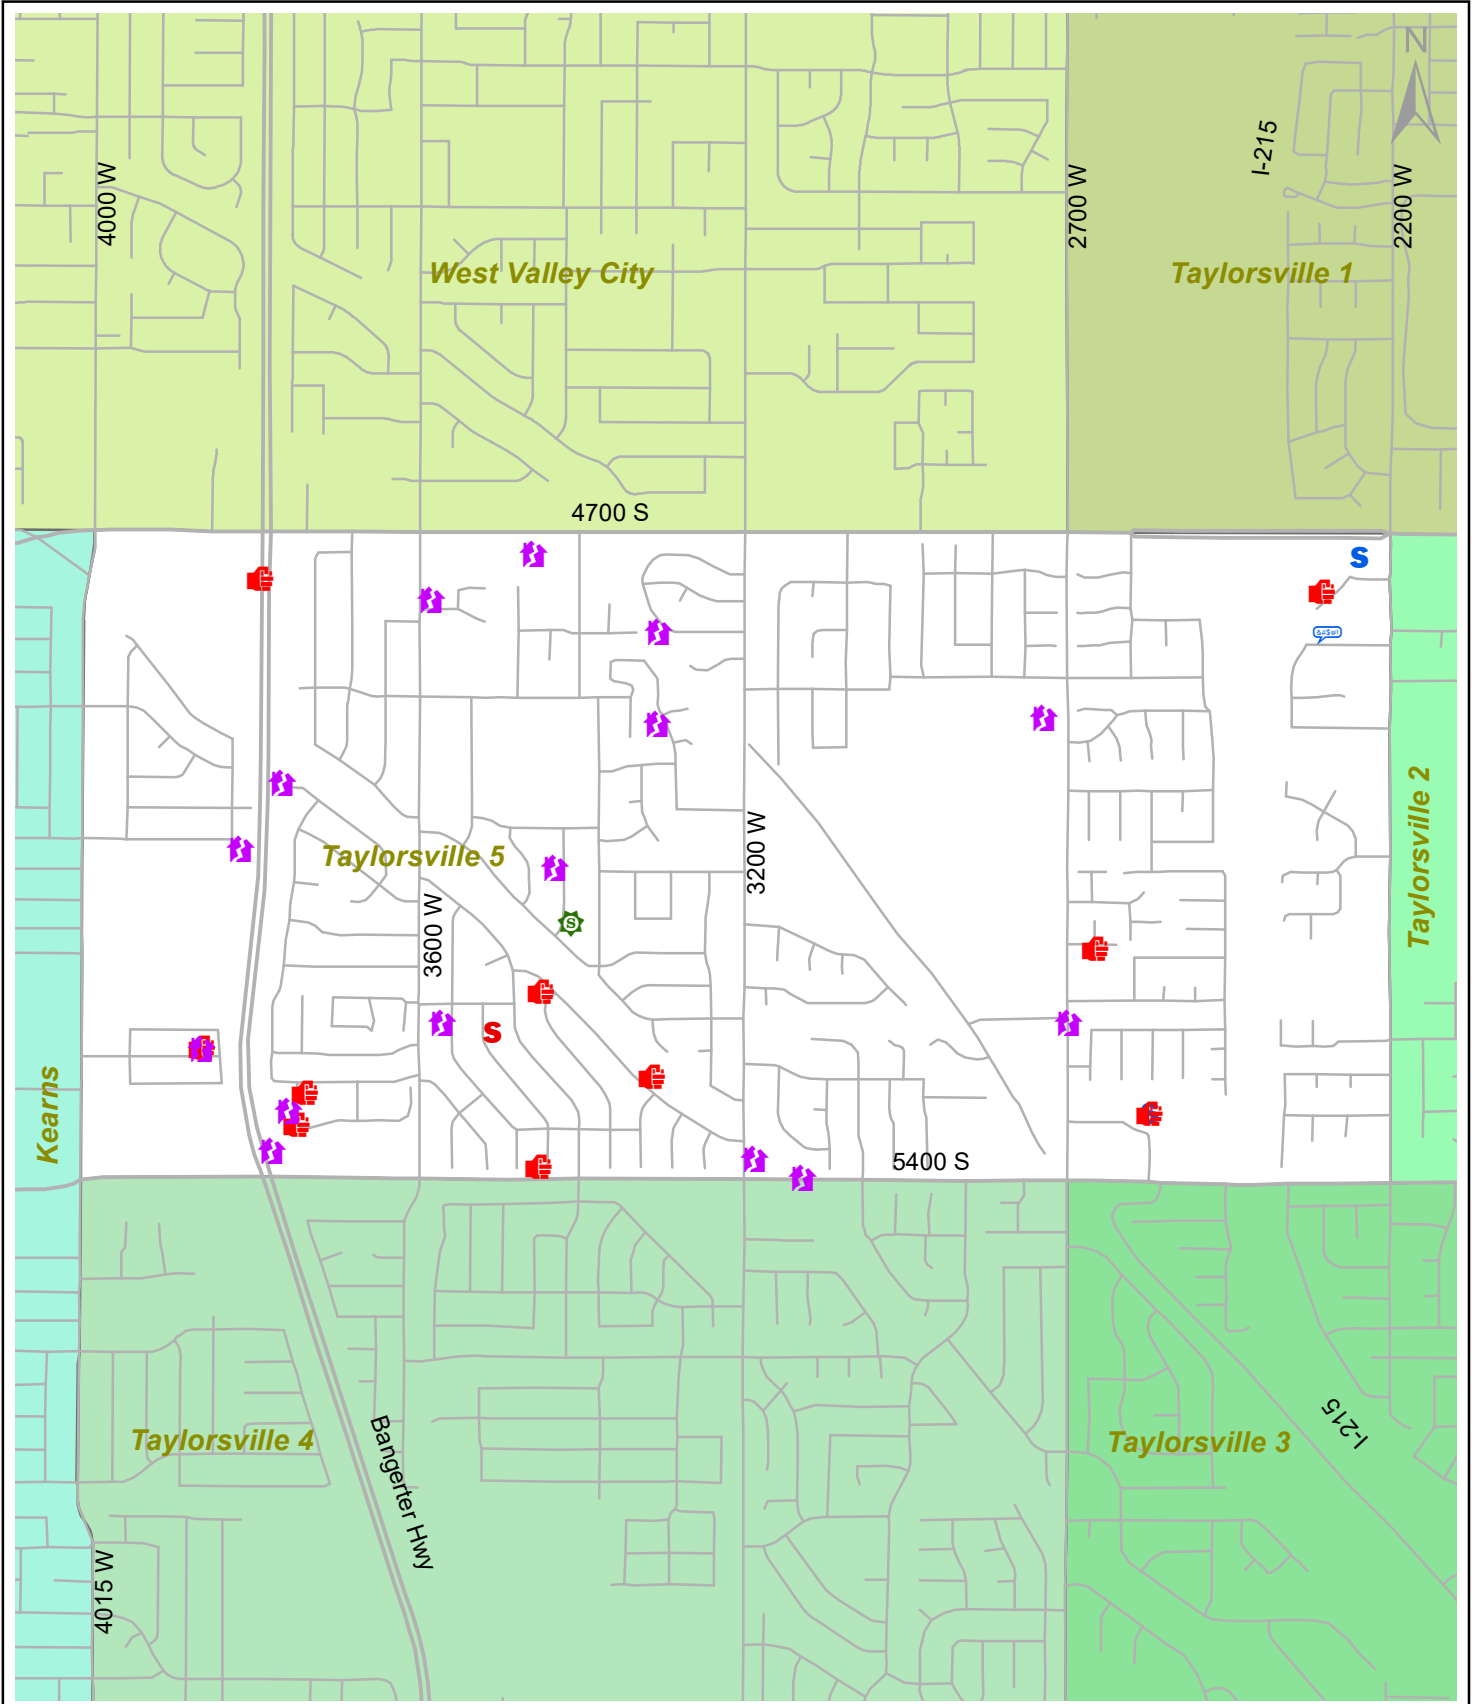 N
I-215
4000 W
2700 W
2200 W
West Valley City
Taylorsville 1
4700 S
S
&#$@!
Taylorsville 2
3200 W
Taylorsville 5
3600 W
S
S
Kearns
5400 S
Taylorsville 4
Bangerter Hwy
Taylorsville 3
I-215
4015 W